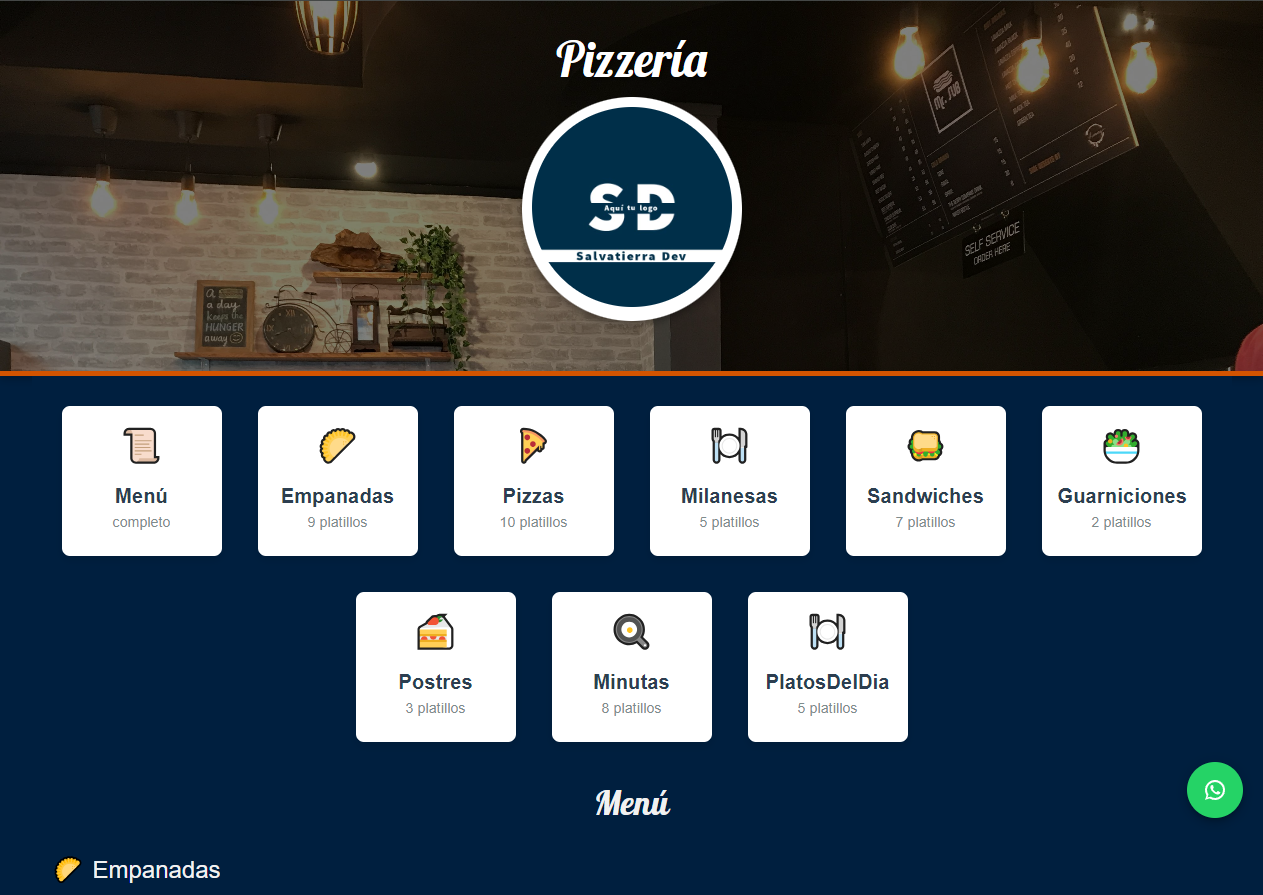 Pizzería
Mr. SUB
SELF SERVICE
ORDER HERE
SD
Aquí tu logo
Salvatierra Dev
A
a day
keeps the
HUNGER
away
Menú
completo
Empanadas
9 platillos
Pizzas
10 platillos
Milanesas
5 platillos
Sandwiches
7 platillos
Guarniciones
2 platillos
Postres
3 platillos
Minutas
8 platillos
PlatosDelDia
5 platillos
Menú
Empanadas